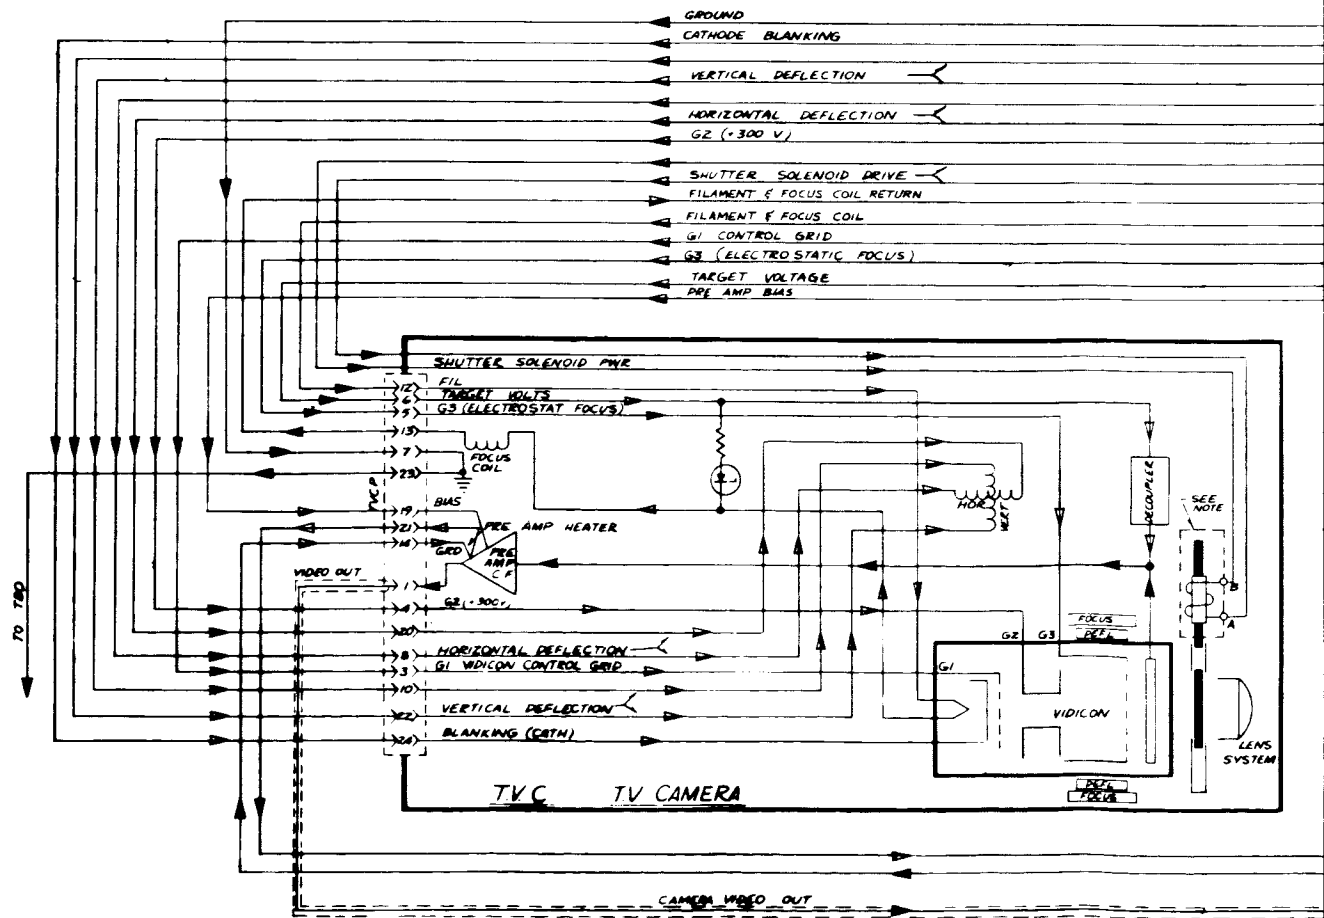 GROUND
CATHODE BLANKING
VERTICAL DEFLECTION
HORIZONTAL DEFLECTION
G2 (+300 V)
SHUTTER SOLENOID DRIVE
FILAMENT & FOCUS COIL RETURN
FILAMENT & FOCUS COIL
G1 CONTROL GRID
G3 (ELECTROSTATIC FOCUS)
TARGET VOLTAGE
PRE AMP BIAS
SHUTTER SOLENOID PWR
12 FIL
6 TARGET VOLTS
5 G3 (ELECTROSTAT FOCUS)
13
7
FOCUS
COIL
23
TVCP
19 BIAS
21 PRE AMP HEATER
14 GRD
PRE
AMP
C F
VIDEO OUT
1
4 G2 (+300V)
20
8 HORIZONTAL DEFLECTION
3 G1 VIDICON CONTROL GRID
10
22 VERTICAL DEFLECTION
24 BLANKING (CATH)
TO TBD
HOR
VERT
DECOUPLER
SEE
NOTE
B
A
FOCUS
DEFL
G2 G3
G1
VIDICON
LENS
SYSTEM
DEFL
FOCUS
TVC TV CAMERA
CAMERA VIDEO OUT